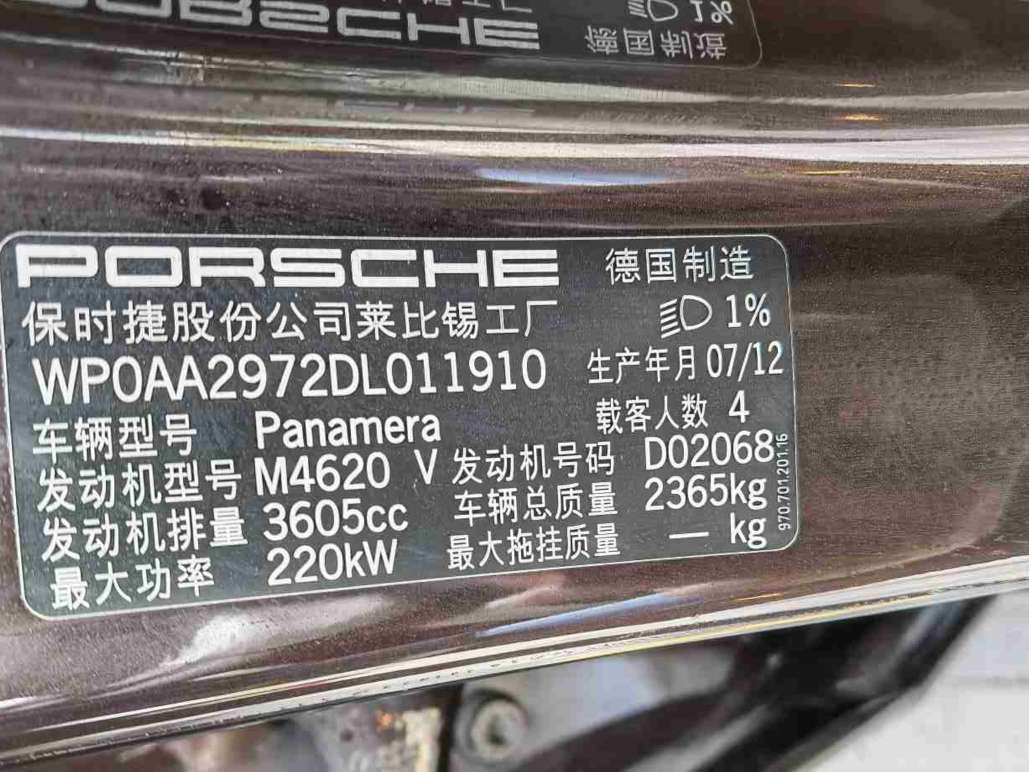 PORSCHE 德国制造
保时捷股份公司莱比锡工厂 1%
WP0AA2972DL011910 生产年月 07/12
载客人数 4
车辆型号 Panamera
发动机型号 M4620 V 发动机号码 D02068
发动机排量 3605cc 车辆总质量 2365kg
最大功率 220kW 最大拖挂质量 — kg
970.701.201.16